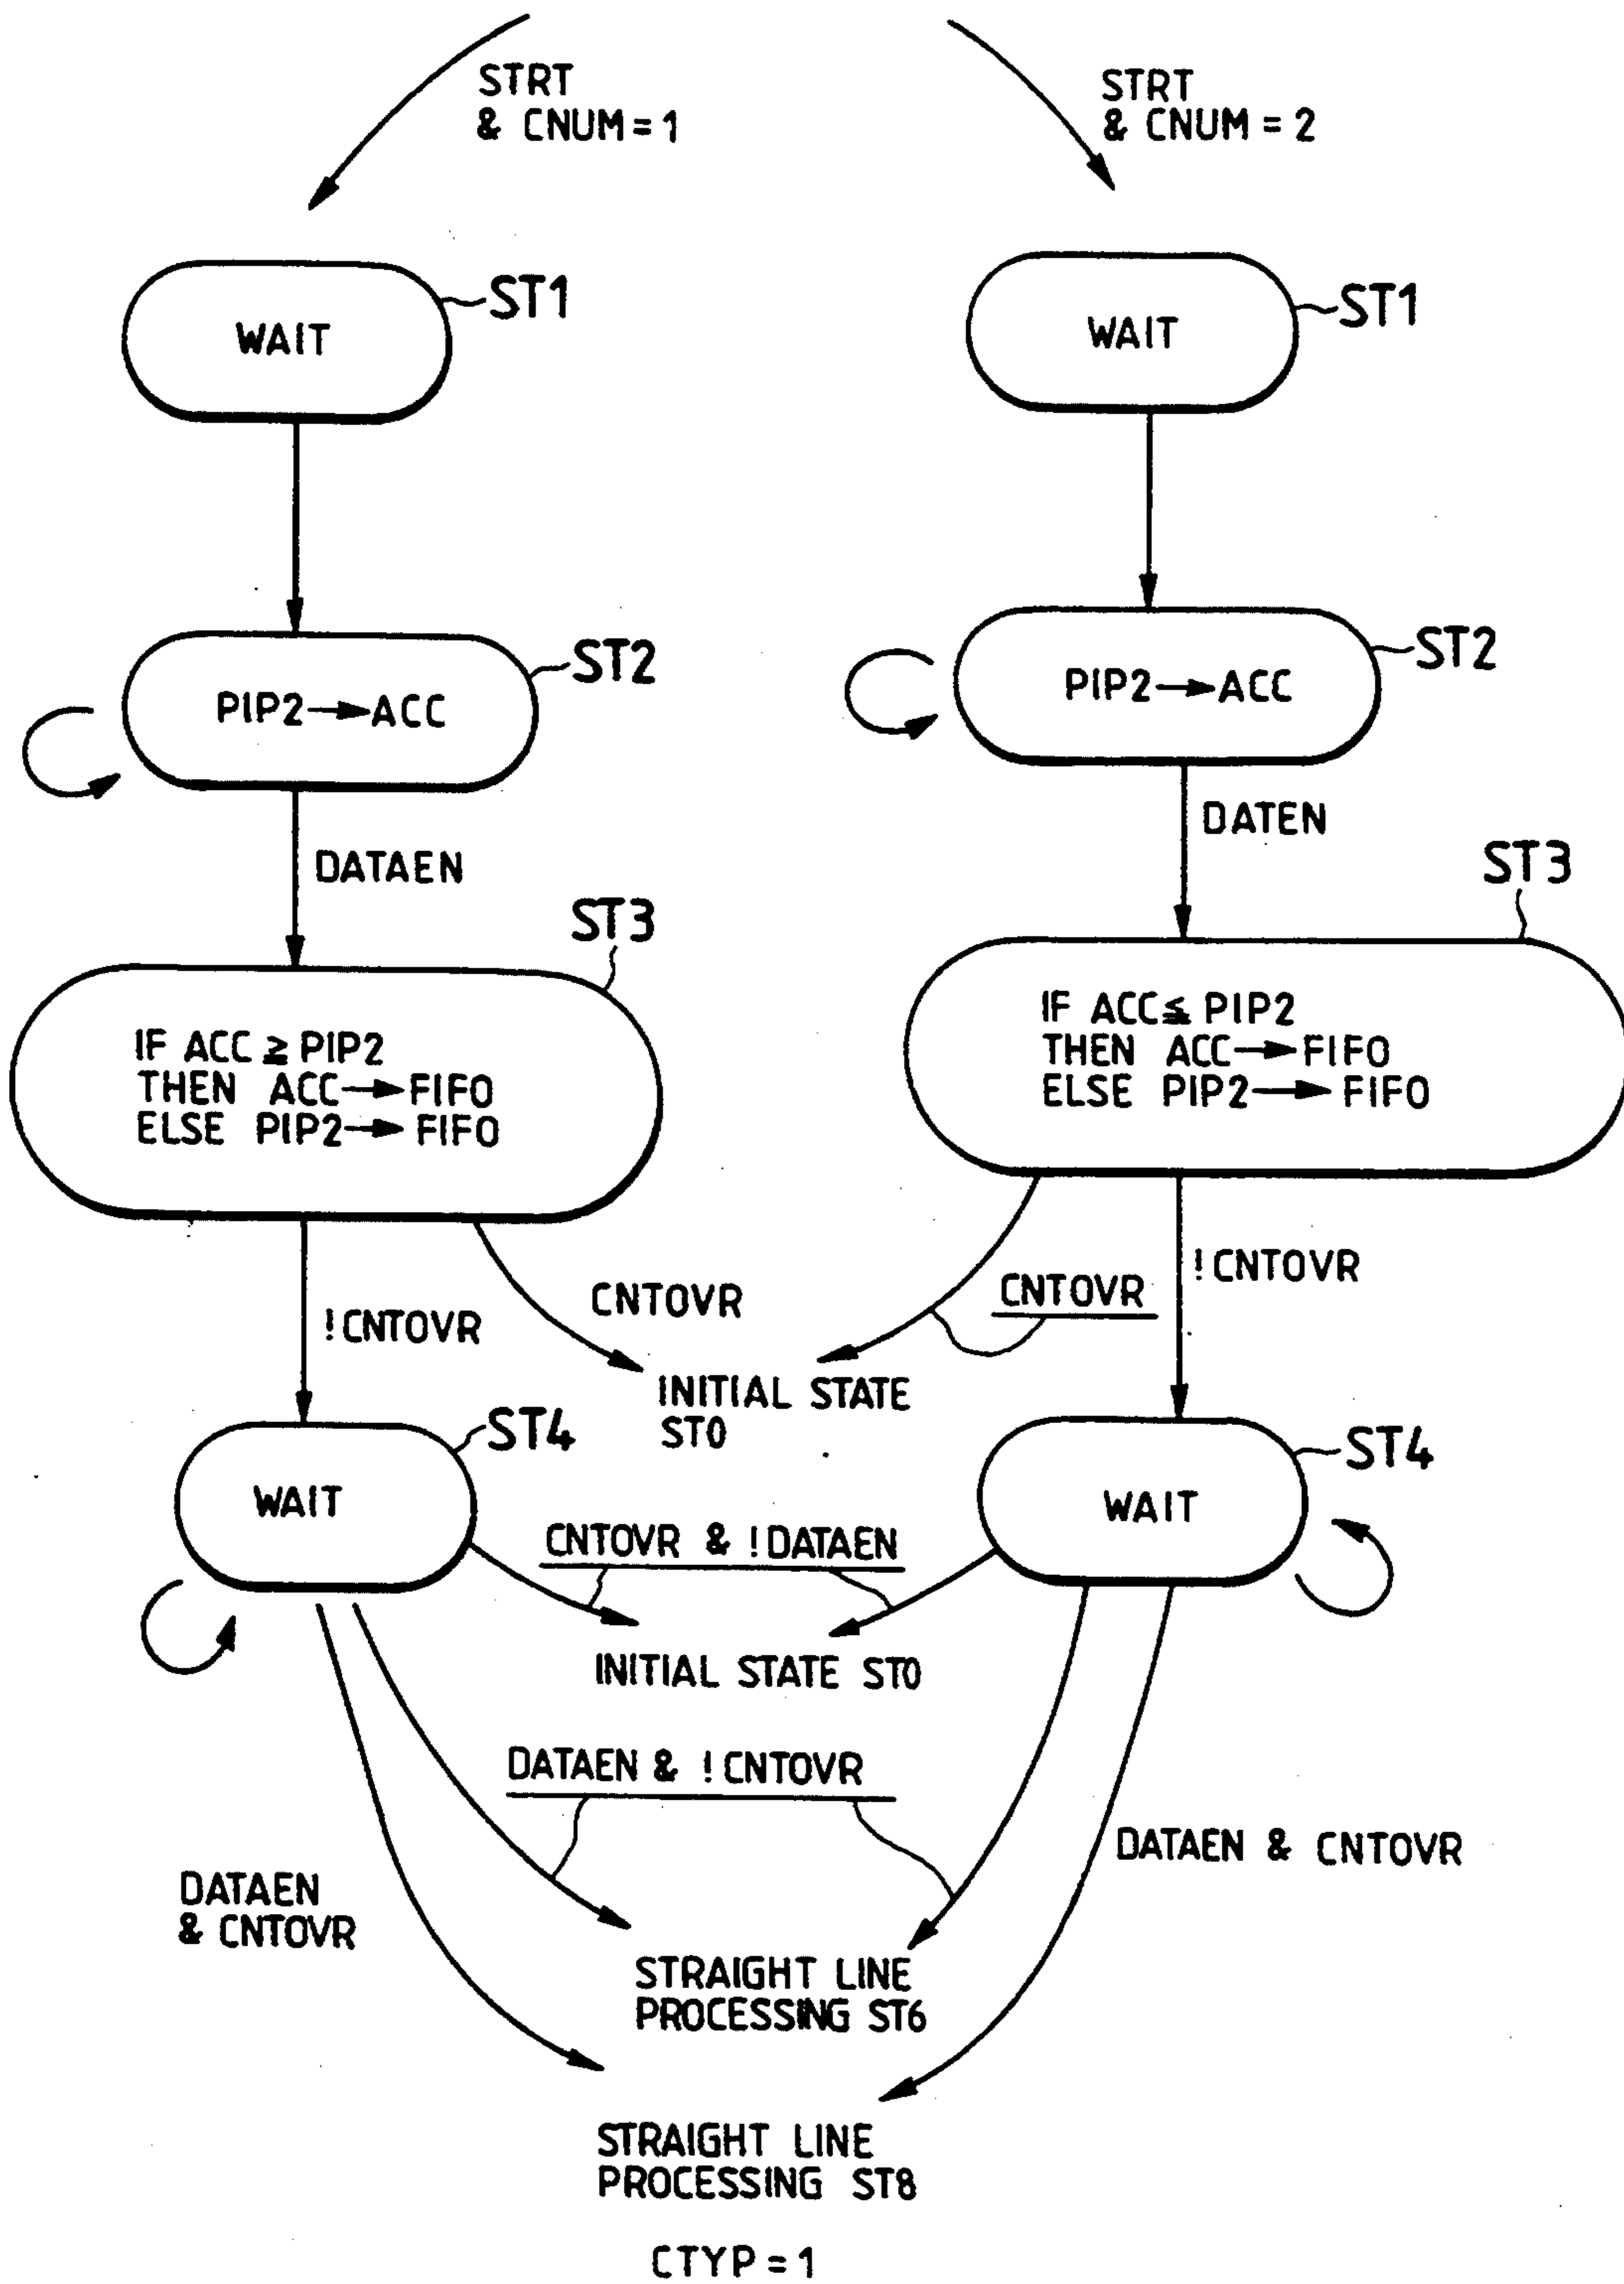 STRT
& CNUM = 1
STRT
& CNUM = 2
ST1
WAIT
ST1
WAIT
ST2
PIP2→ACC
ST2
PIP2→ACC
DATAEN
DATEN
ST3
IF ACC ≧ PIP2
THEN ACC→FIFO
ELSE PIP2→FIFO
ST3
IF ACC ≦ PIP2
THEN ACC→FIFO
ELSE PIP2→FIFO
!CNTOVR
CNTOVR
CNTOVR
!CNTOVR
INITIAL STATE
ST0
ST4
WAIT
ST4
WAIT
CNTOVR & !DATAEN
INITIAL STATE ST0
DATAEN & !CNTOVR
DATAEN
& CNTOVR
DATAEN & CNTOVR
STRAIGHT LINE
PROCESSING ST6
STRAIGHT LINE
PROCESSING ST8
CTYP = 1